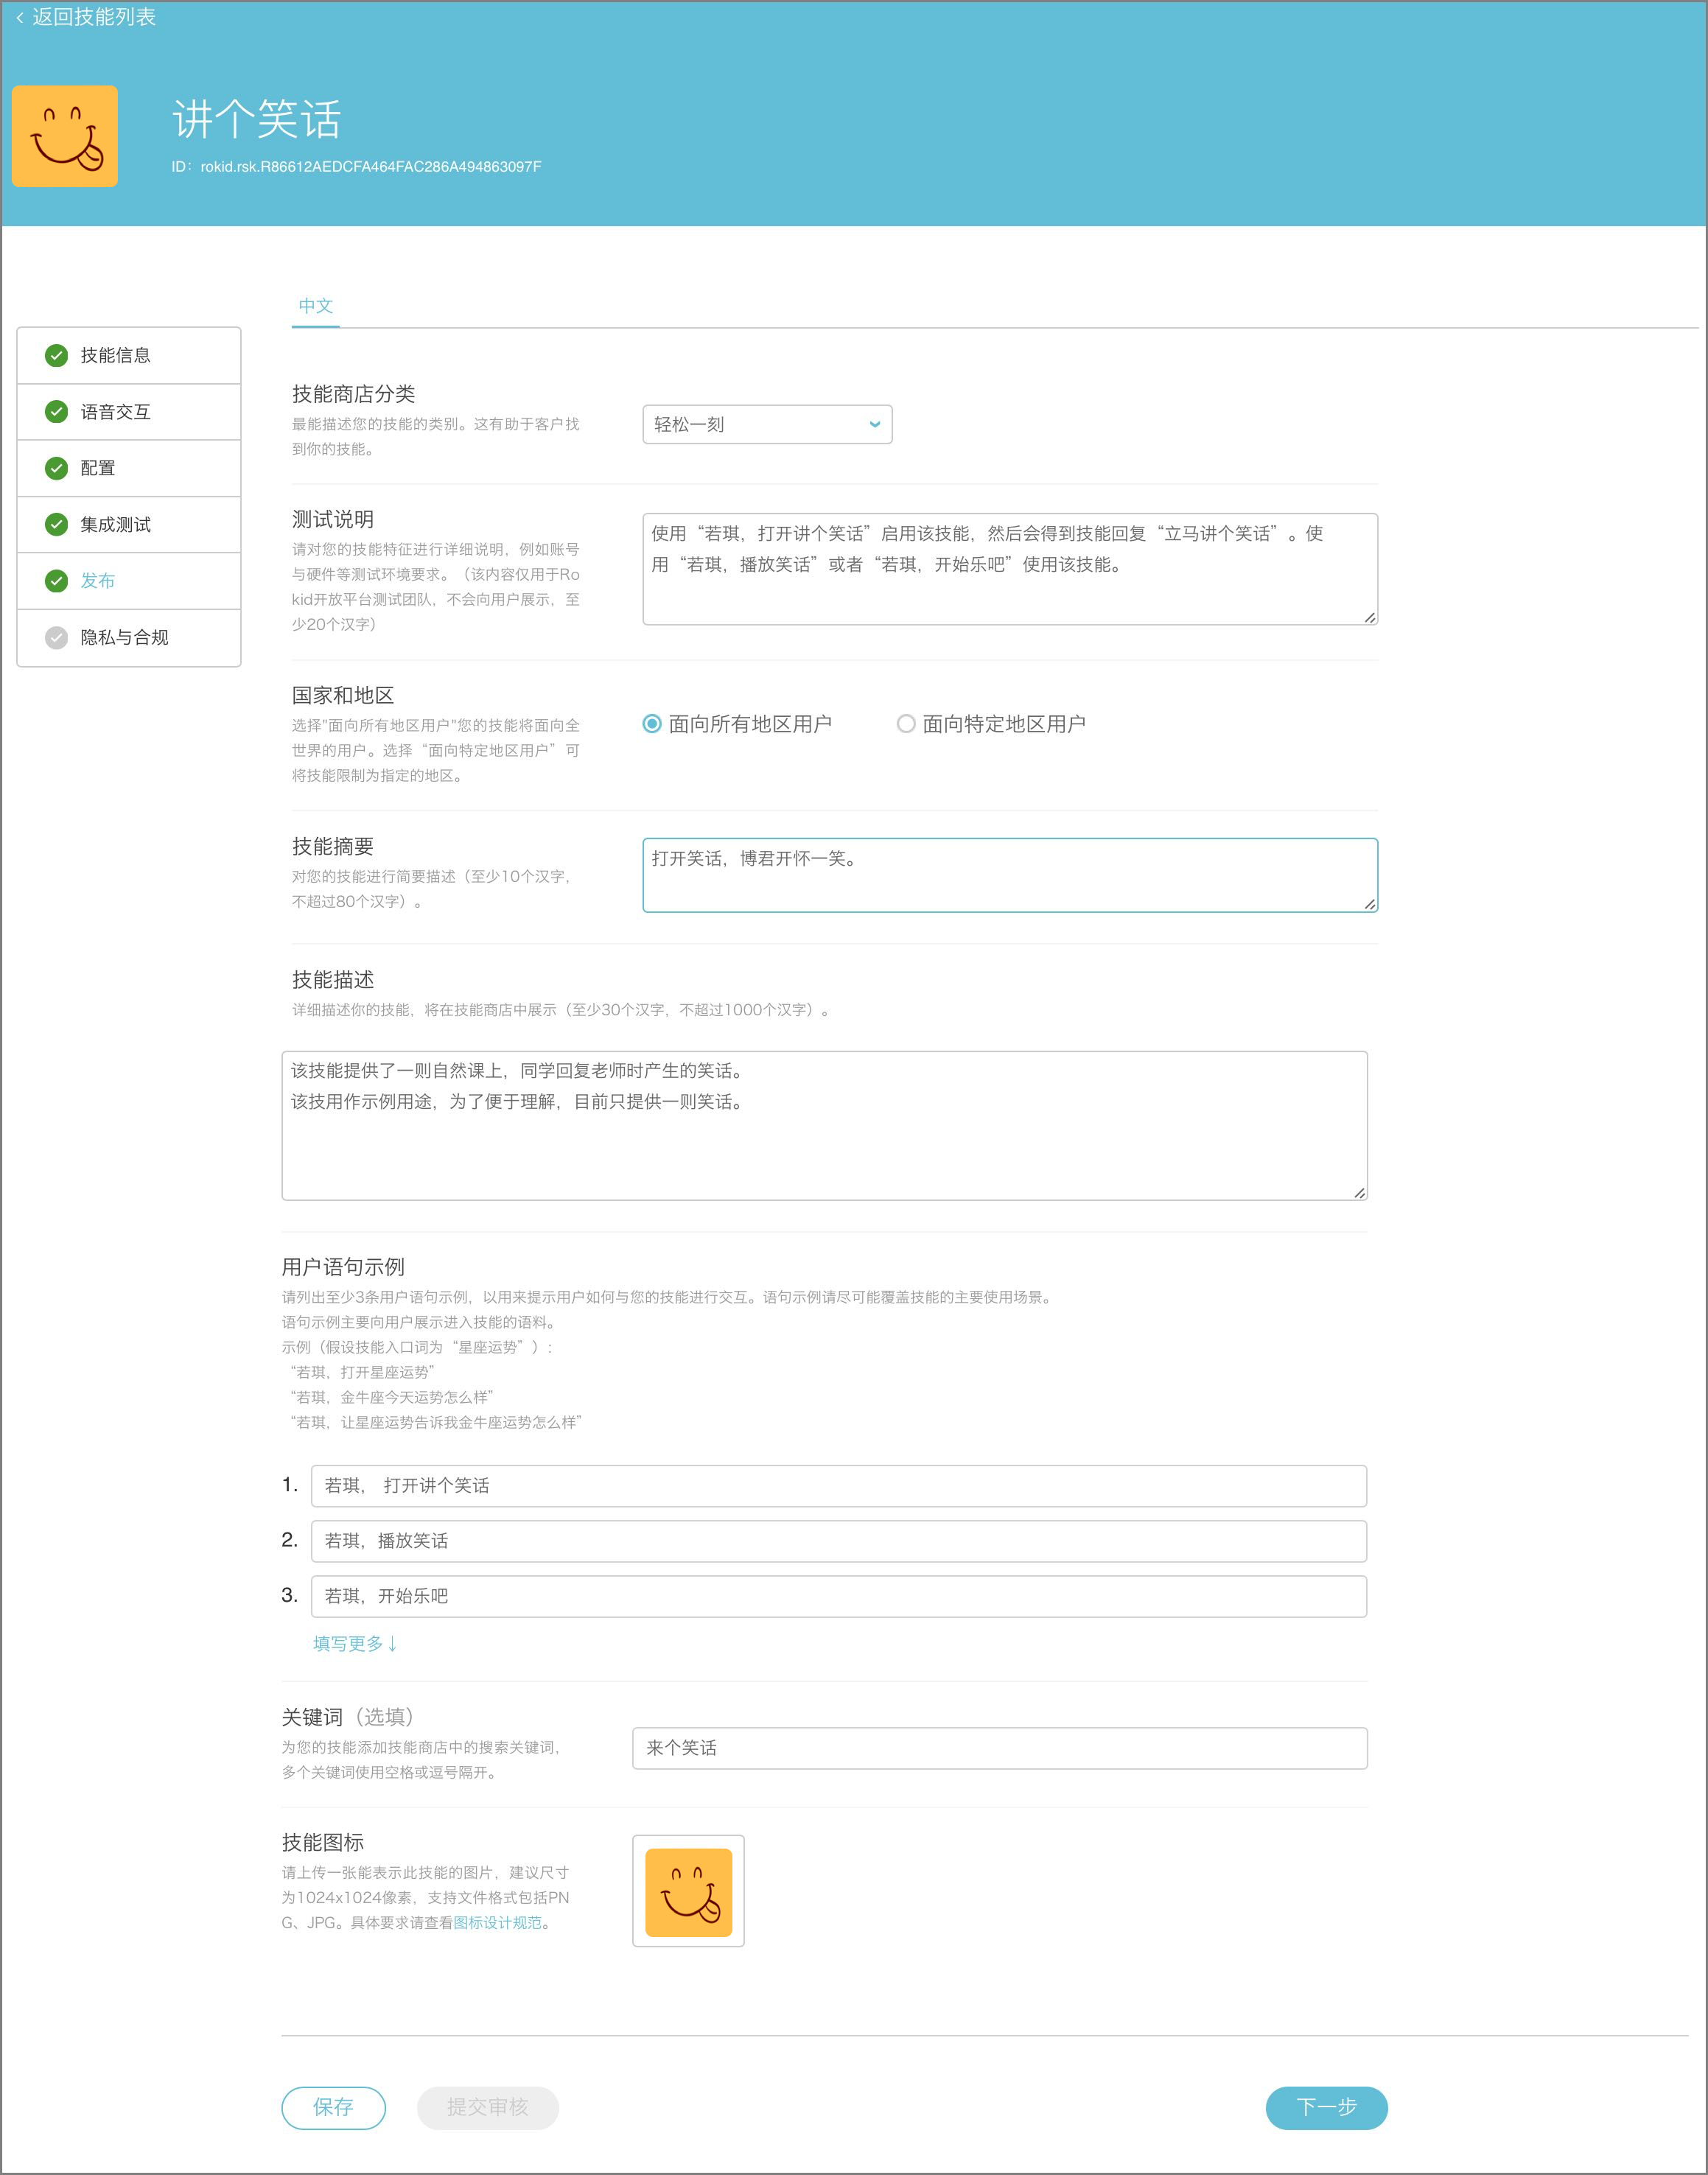 返回技能列表
讲个笑话
ID：rokid.rsk.R86612AEDCFA464FAC286A494863097F
中文
技能信息
语音交互
配置
集成测试
发布
隐私与合规
技能商店分类
最能描述您的技能的类别。这有助于客户找
到你的技能。
轻松一刻
测试说明
请对您的技能特征进行详细说明，例如账号
与硬件等测试环境要求。（该内容仅用于Ro
kid开放平台测试团队，不会向用户展示，至
少20个汉字）
使用“若琪，打开讲个笑话”启用该技能，然后会得到技能回复“立马讲个笑话”。使
用“若琪，播放笑话”或者“若琪，开始乐吧”使用该技能。
国家和地区
选择"面向所有地区用户"您的技能将面向全
世界的用户。选择“面向特定地区用户”可
将技能限制为指定的地区。
面向所有地区用户
面向特定地区用户
技能摘要
对您的技能进行简要描述（至少10个汉字，
不超过80个汉字）。
打开笑话，博君开怀一笑。
技能描述
详细描述你的技能，将在技能商店中展示（至少30个汉字，不超过1000个汉字）。
该技能提供了一则自然课上，同学回复老师时产生的笑话。
该技用作示例用途，为了便于理解，目前只提供一则笑话。
用户语句示例
请列出至少3条用户语句示例，以用来提示用户如何与您的技能进行交互。语句示例请尽可能覆盖技能的主要使用场景。
语句示例主要向用户展示进入技能的语料。
示例（假设技能入口词为“星座运势”）：
“若琪，打开星座运势”
“若琪，金牛座今天运势怎么样”
“若琪，让星座运势告诉我金牛座运势怎么样”
1. 若琪， 打开讲个笑话
2. 若琪，播放笑话
3. 若琪，开始乐吧
填写更多↓
关键词（选填）
为您的技能添加技能商店中的搜索关键词，
多个关键词使用空格或逗号隔开。
来个笑话
技能图标
请上传一张能表示此技能的图片，建议尺寸
为1024x1024像素，支持文件格式包括PN
G、JPG。具体要求请查看图标设计规范。
保存
提交审核
下一步